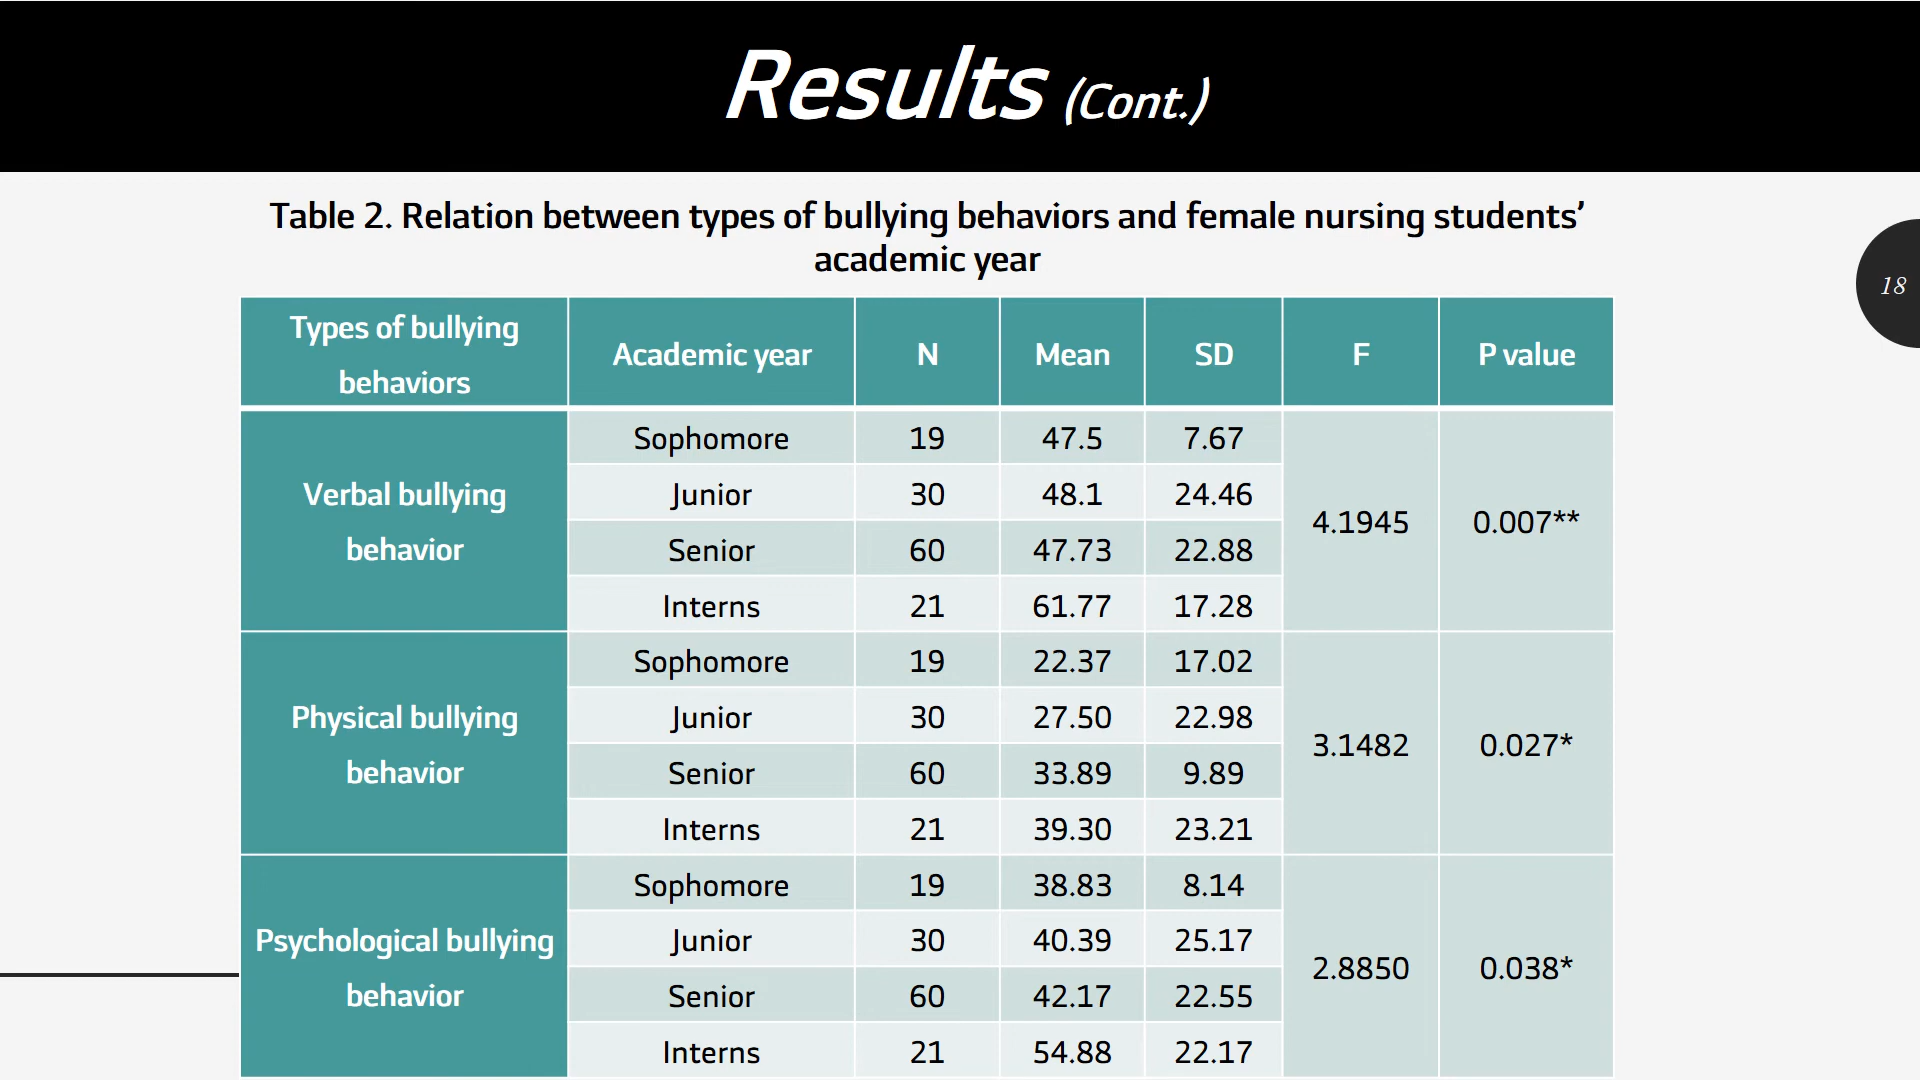 Results (Cont.)
Table 2. Relation between types of bullying behaviors and female nursing students’
academic year
18
Types of bullying
behaviors
Academic year
N
Mean
SD
F
P value
Verbal bullying
behavior
Sophomore 19 47.5 7.67
Junior 30 48.1 24.46
Senior 60 47.73 22.88
Interns 21 61.77 17.28
4.1945
0.007**
Physical bullying
behavior
Sophomore 19 22.37 17.02
Junior 30 27.50 22.98
Senior 60 33.89 9.89
Interns 21 39.30 23.21
3.1482
0.027*
Psychological bullying
behavior
Sophomore 19 38.83 8.14
Junior 30 40.39 25.17
Senior 60 42.17 22.55
Interns 21 54.88 22.17
2.8850
0.038*